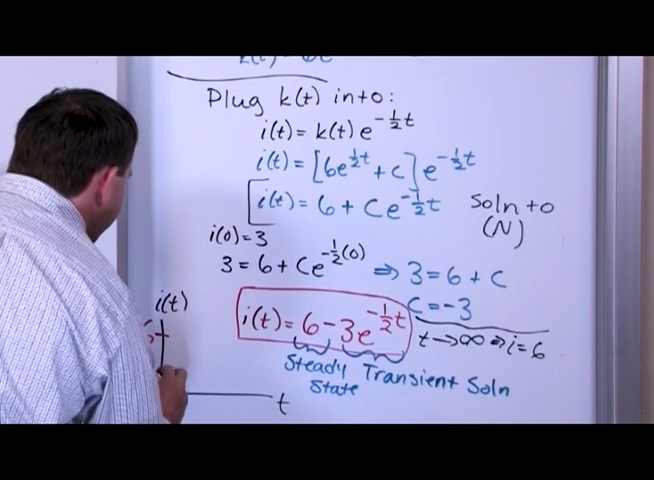 Plug k(t) into:
i(t) = k(t) e^{-½t}
i(t) = [6e^{½t} + C] e^{-½t}
i(t) = 6 + Ce^{-½t}
Soln to
(N)
i(0) = 3
3 = 6 + Ce^{-½(0)} ⇒ 3 = 6 + C
C = -3
i(t) = 6 - 3e^{-½t}
t → ∞ ⇒ i = 6
Steady State
Transient Soln
i(t)
6
t